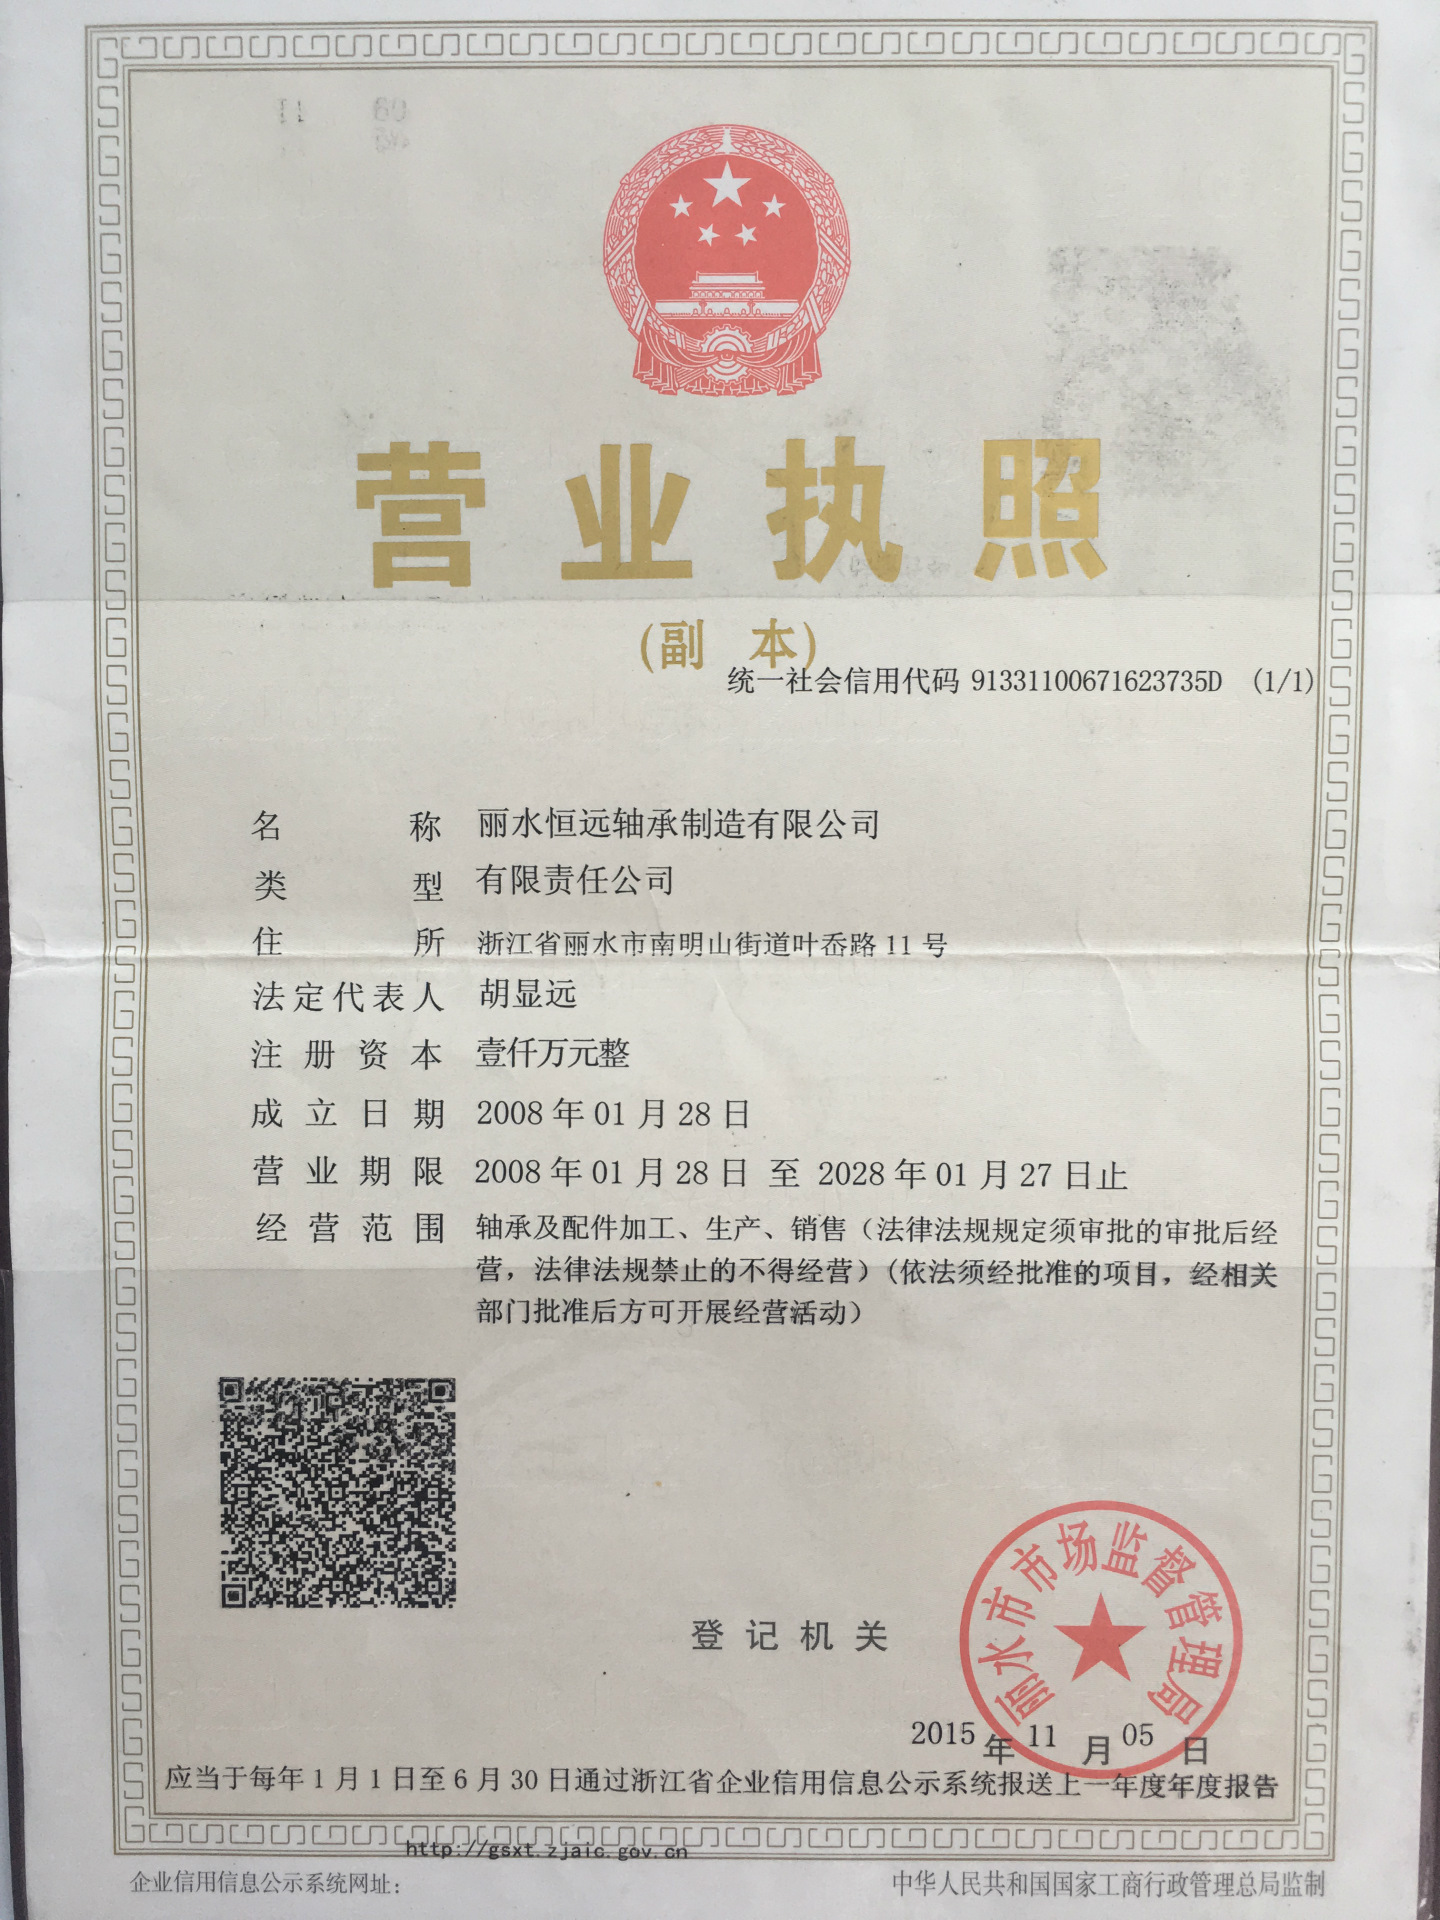 营业执照
(副 本)
统一社会信用代码 91331100671623735D (1/1)
名称 丽水恒远轴承制造有限公司
类型 有限责任公司
住所 浙江省丽水市南明山街道叶岙路11号
法定代表人 胡显远
注册资本 壹仟万元整
成立日期 2008年01月28日
营业期限 2008年01月28日 至 2028年01月27日止
经营范围 轴承及配件加工、生产、销售（法律法规规定须审批的审批后经
营，法律法规禁止的不得经营）(依法须经批准的项目，经相关
部门批准后方可开展经营活动）
登记机关
丽水市市场监督管理局
2015年11月05日
应当于每年1月1日至6月30日通过浙江省企业信用信息公示系统报送上一年度年度报告
http://gsxt.zjaic.gov.cn
企业信用信息公示系统网址：
中华人民共和国国家工商行政管理总局监制